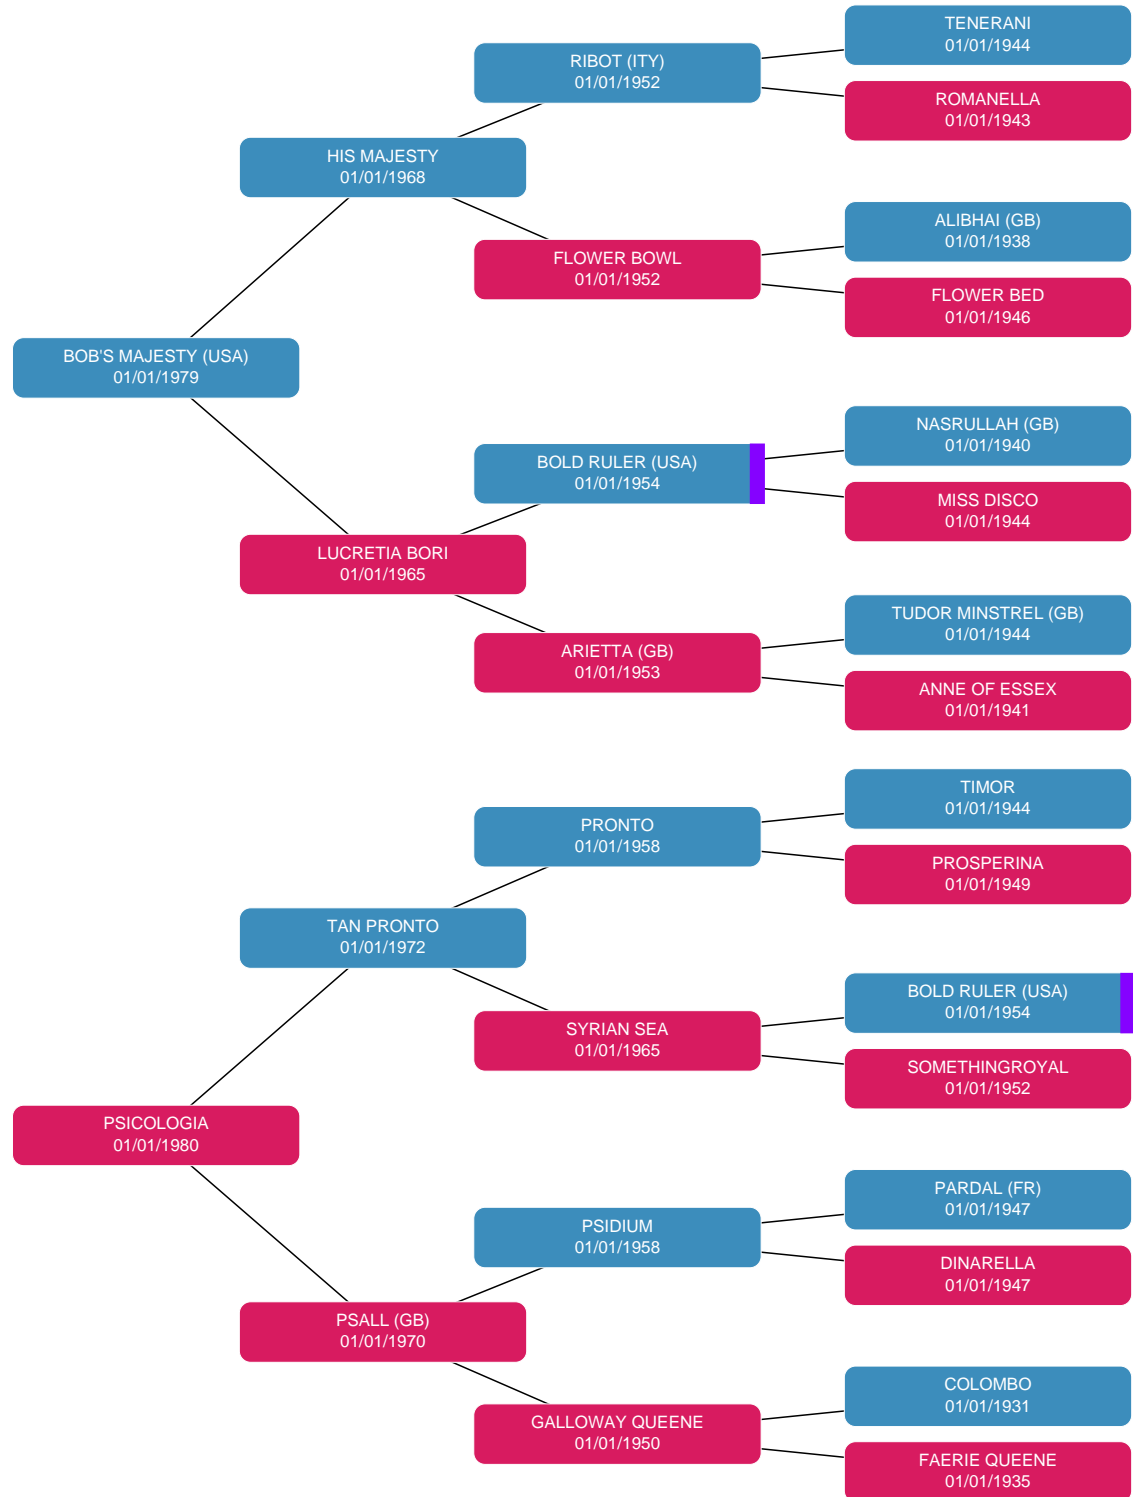 TENERANI
01/01/1944
RIBOT (ITY)
01/01/1952
ROMANELLA
01/01/1943
HIS MAJESTY
01/01/1968
ALIBHAI (GB)
01/01/1938
FLOWER BOWL
01/01/1952
FLOWER BED
01/01/1946
BOB'S MAJESTY (USA)
01/01/1979
NASRULLAH (GB)
01/01/1940
BOLD RULER (USA)
01/01/1954
MISS DISCO
01/01/1944
LUCRETIA BORI
01/01/1965
TUDOR MINSTREL (GB)
01/01/1944
ARIETTA (GB)
01/01/1953
ANNE OF ESSEX
01/01/1941
TIMOR
01/01/1944
PRONTO
01/01/1958
PROSPERINA
01/01/1949
TAN PRONTO
01/01/1972
BOLD RULER (USA)
01/01/1954
SYRIAN SEA
01/01/1965
SOMETHINGROYAL
01/01/1952
PSICOLOGIA
01/01/1980
PARDAL (FR)
01/01/1947
PSIDIUM
01/01/1958
DINARELLA
01/01/1947
PSALL (GB)
01/01/1970
COLOMBO
01/01/1931
GALLOWAY QUEENE
01/01/1950
FAERIE QUEENE
01/01/1935